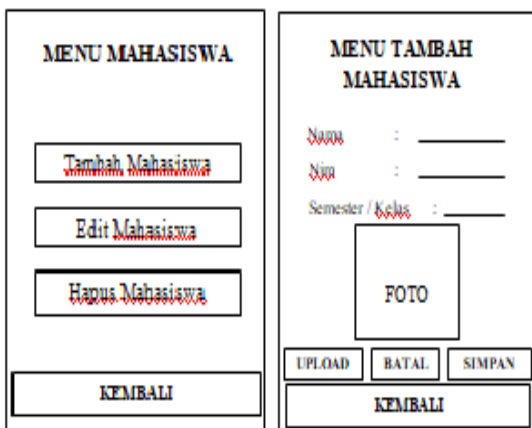 MENU MAHASISWA
Tambah Mahasiswa
Edit Mahasiswa
Hapus Mahasiswa
KEMBALI
MENU TAMBAH
MAHASISWA
Nama :
Nim :
Semester / Kelas :
FOTO
UPLOAD BATAL SIMPAN
KEMBALI